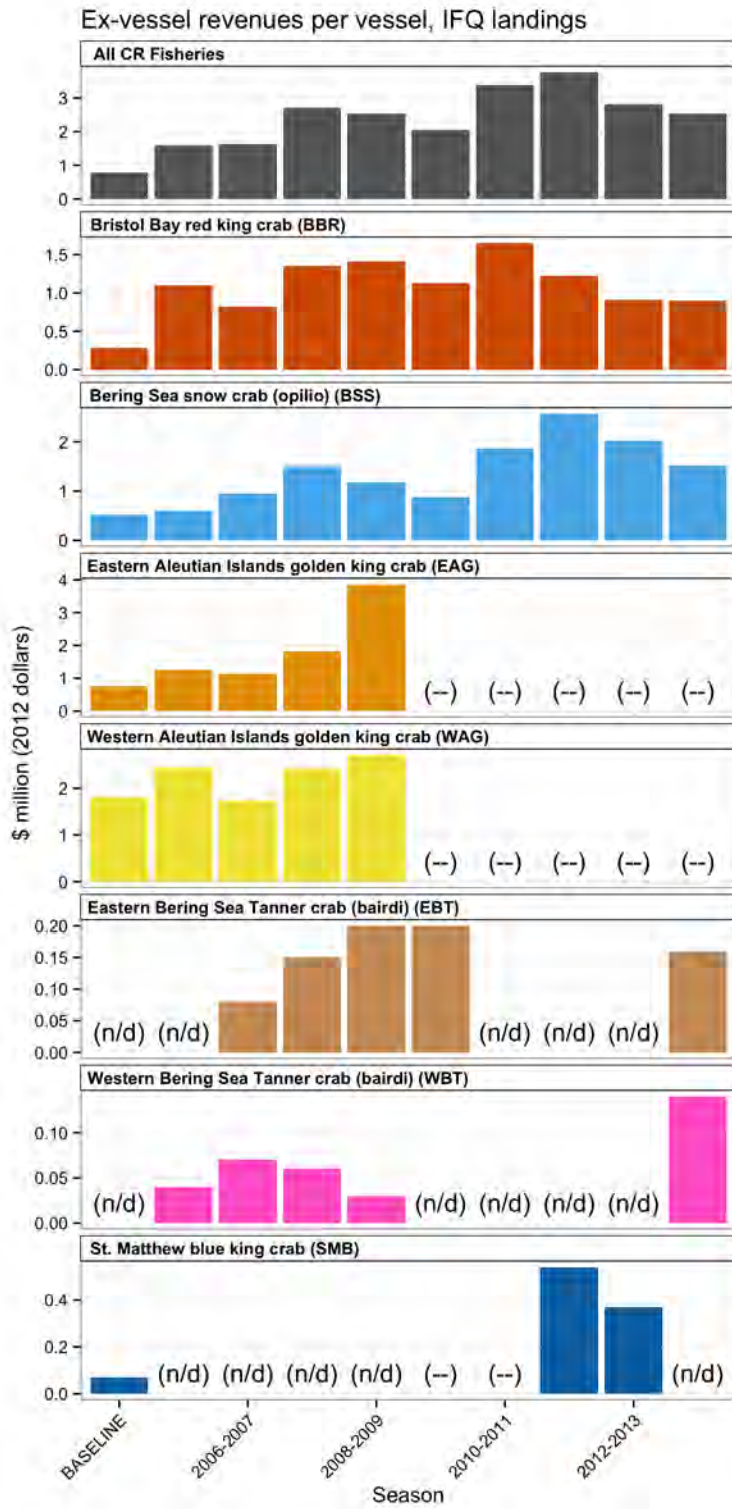 Ex-vessel revenues per vessel, IFQ landings
All CR Fisheries
3
2
1
0
Bristol Bay red king crab (BBR)
1.5
1.0
0.5
0.0
Bering Sea snow crab (opilio) (BSS)
2
1
0
Eastern Aleutian Islands golden king crab (EAG)
4
3
2
1
0
(--) (--) (--) (--) (--)
Western Aleutian Islands golden king crab (WAG)
2
1
0
(--) (--) (--) (--) (--)
Eastern Bering Sea Tanner crab (bairdi) (EBT)
0.20
0.15
0.10
0.05
0.00
(n/d) (n/d) (n/d) (n/d) (n/d)
Western Bering Sea Tanner crab (bairdi) (WBT)
0.10
0.05
0.00
(n/d) (n/d) (n/d) (n/d) (n/d)
St. Matthew blue king crab (SMB)
0.4
0.2
0.0
(n/d) (n/d) (n/d) (n/d) (--) (--) (n/d)
$ million (2012 dollars)
BASELINE
2006-2007
2008-2009
2010-2011
2012-2013
Season